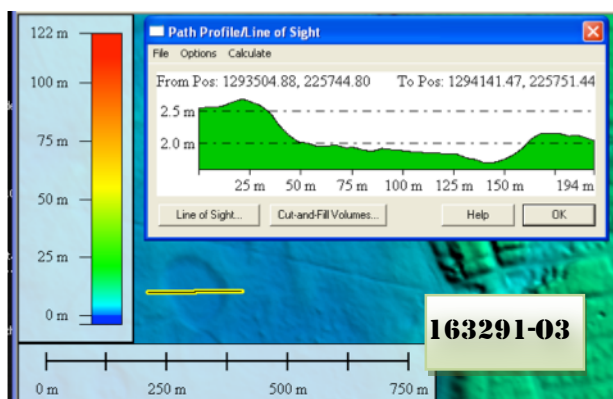 122 m
100 m
75 m
50 m
25 m
0 m
Path Profile/Line of Sight
File Options Calculate
From Pos: 1293504.88, 225744.80 To Pos: 1294141.47, 225751.44
2.5 m
2.0 m
25 m 50 m 75 m 100 m 125 m 150 m 194 m
Line of Sight... Cut-and-Fill Volumes... Help OK
163291-03
0 m 250 m 500 m 750 m